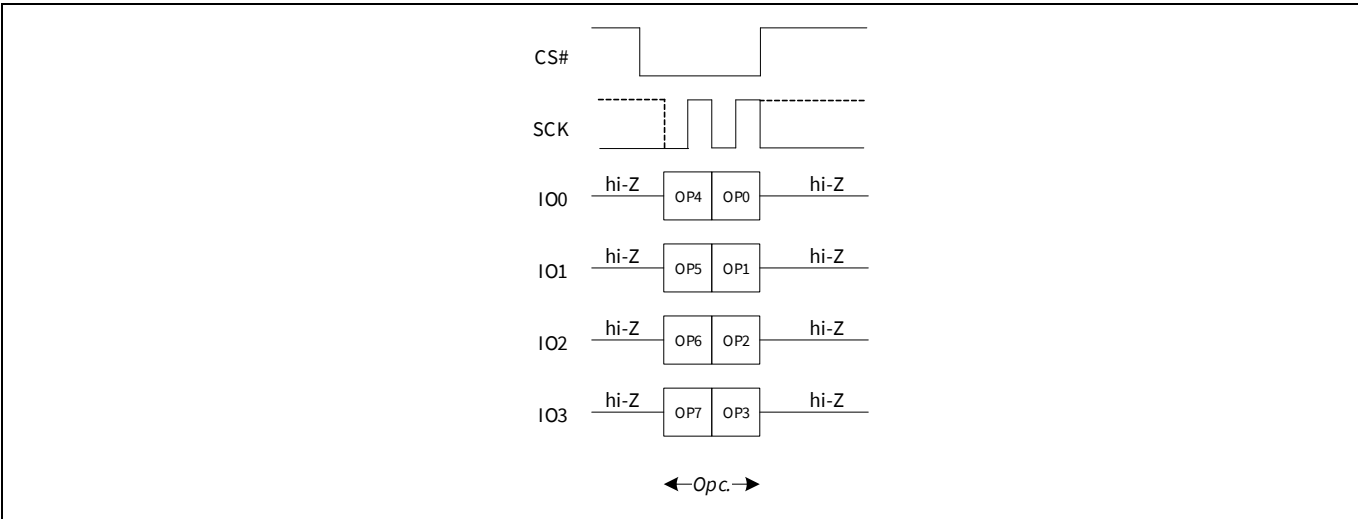 CS#
SCK
IO0 hi-Z OP4 OP0 hi-Z
IO1 hi-Z OP5 OP1 hi-Z
IO2 hi-Z OP6 OP2 hi-Z
IO3 hi-Z OP7 OP3 hi-Z
Opc.